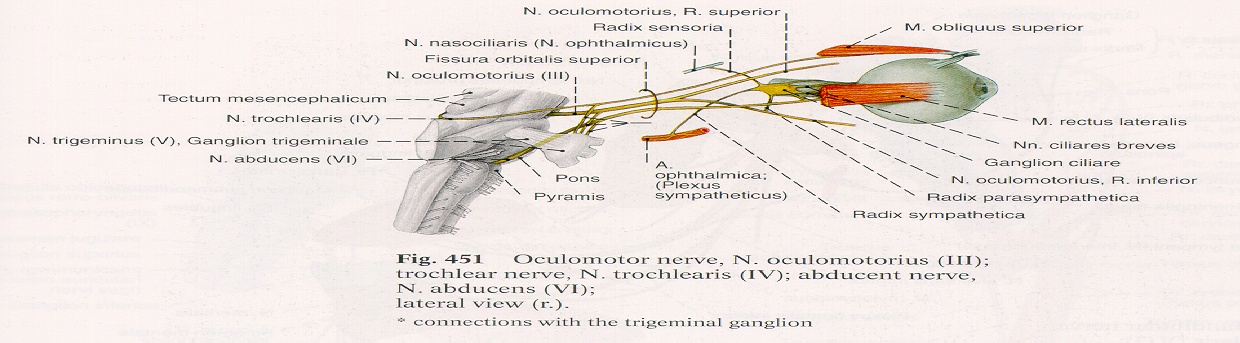 N. oculomotorius, R. superior
Radix sensoria
N. nasociliaris (N. ophthalmicus)
Fissura orbitalis superior
N. oculomotorius (III)
Tectum mesencephalicum
N. trochlearis (IV)
N. trigeminus (V), Ganglion trigeminale
N. abducens (VI)
Pons
Pyramis
A.
ophthalmica;
(Plexus
sympatheticus)
M. obliquus superior
M. rectus lateralis
Nn. ciliares breves
Ganglion ciliare
N. oculomotorius, R. inferior
Radix parasympathetica
Radix sympathetica
Fig. 451 Oculomotor nerve, N. oculomotorius (III);
trochlear nerve, N. trochlearis (IV); abducent nerve,
N. abducens (VI);
lateral view (r.).
* connections with the trigeminal ganglion